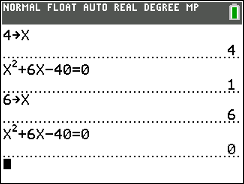 NORMAL FLOAT AUTO REAL DEGREE MP
4→X
4
X²+6X−40=0
1
6→X
6
X²+6X−40=0
0